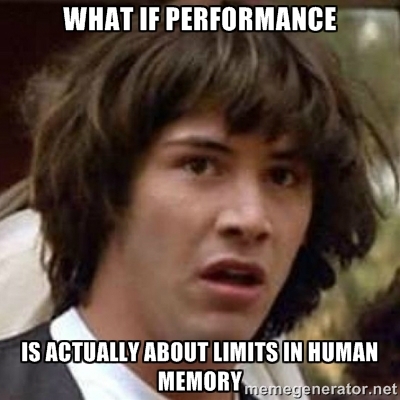 WHAT IF PERFORMANCE
IS ACTUALLY ABOUT LIMITS IN HUMAN
MEMORY
memegenerator.net